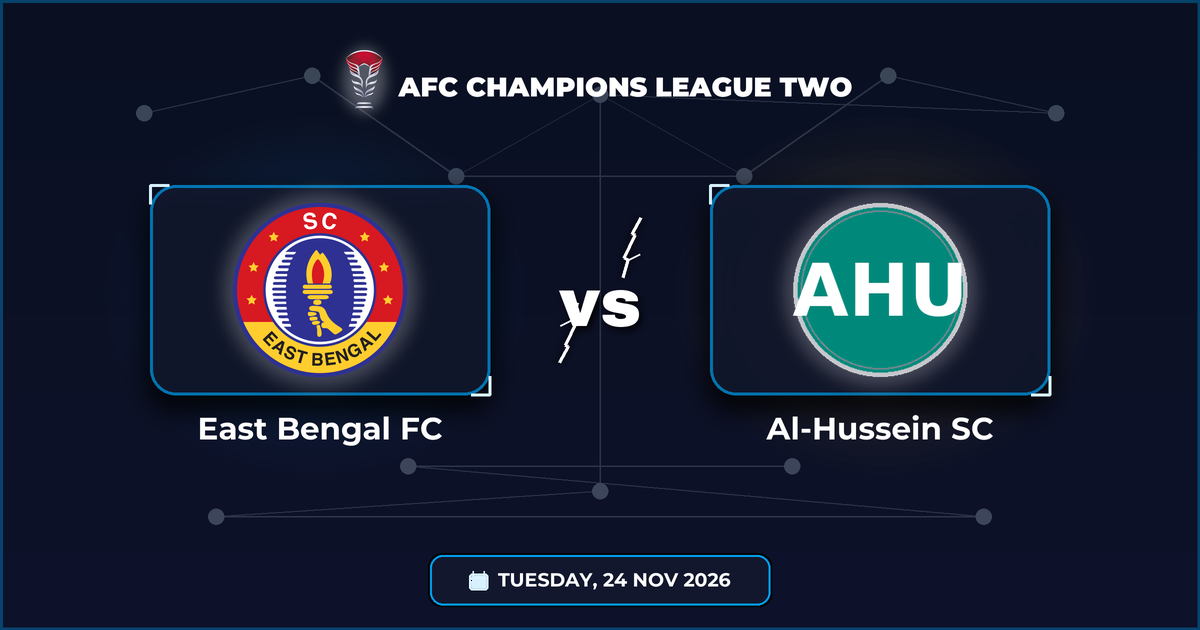 AFC CHAMPIONS LEAGUE TWO
SC
EAST BENGAL
VS
AHU
East Bengal FC
Al-Hussein SC
TUESDAY, 24 NOV 2026